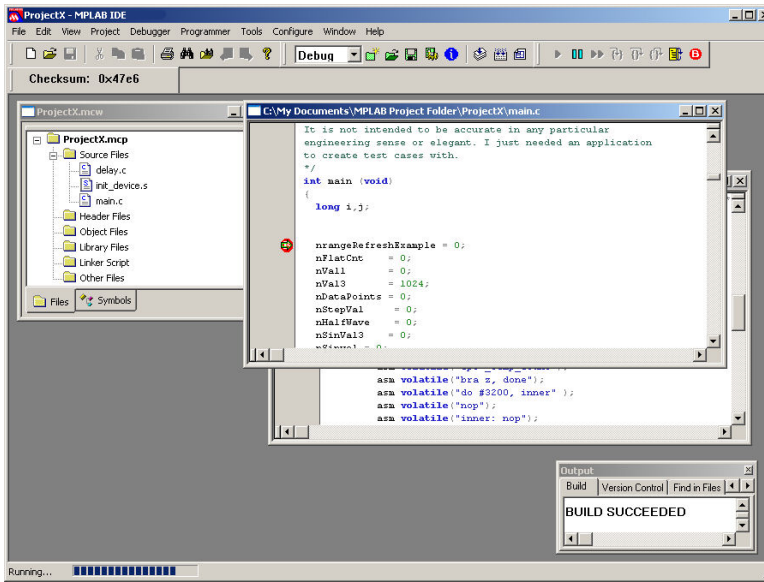 ProjectX - MPLAB IDE
File Edit View Project Debugger Programmer Tools Configure Window Help
Debug
Checksum: 0x47e6
ProjectX.mcw
ProjectX.mcp
Source Files
delay.c
init_device.s
main.c
Header Files
Object Files
Library Files
Linker Script
Other Files
Files Symbols
C:\My Documents\MPLAB Project Folder\ProjectX\main.c
It is not intended to be accurate in any particular
engineering sense or elegant. I just needed an application
to create test cases with.
*/
int main (void)
{
long i,j;
nrangeRefreshExample = 0;
nFlatCnt = 0;
nVal1 = 0;
nVal3 = 1024;
nDataPoints = 0;
nStepVal = 0;
nHalfWave = 0;
nSinVal3 = 0;
asm volatile("bra z, done");
asm volatile("do #3200, inner" );
asm volatile("nop");
asm volatile("inner: nop");
Output
Build Version Control Find in Files
BUILD SUCCEEDED
Running...